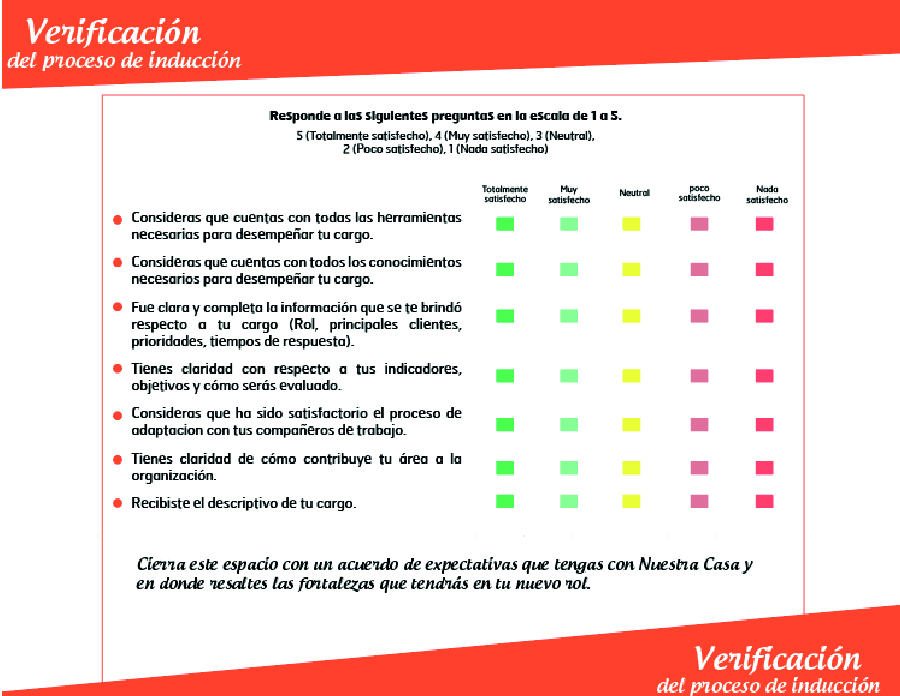 Verificación
del proceso de inducción
Responde a las siguientes preguntas en la escala de 1 a 5.
5 (Totalmente satisfecho), 4 (Muy satisfecho), 3 (Neutral),
2 (Poco satisfecho), 1 (Nada satisfecho)
Totalmente satisfecho
Muy satisfecho
Neutral
poco satisfecho
Nada satisfecho
Consideras que cuentas con todas las herramientas
necesarios para desempeñar tu cargo.
Consideras que cuentas con todos los conocimientos
necesarios para desempeñar tu cargo.
Fue clara y completa la información que se te brindó
respecto a tu cargo (Rol, principales clientes,
prioridades, tiempos de respuesta).
Tienes claridad con respecto a tus indicadores,
objetivos y cómo serás evaluado.
Consideras que ha sido satisfactorio el proceso de
adaptacion con tus compañeros de trabajo.
Tienes claridad de cómo contribuye tu área a la
organización.
Recibiste el descriptivo de tu cargo.
Cierra este espacio con un acuerdo de expectativas que tengas con Nuestra Casa y
en donde resaltes las fortalezas que tendrás en tu nuevo rol.
Verificación
del proceso de inducción